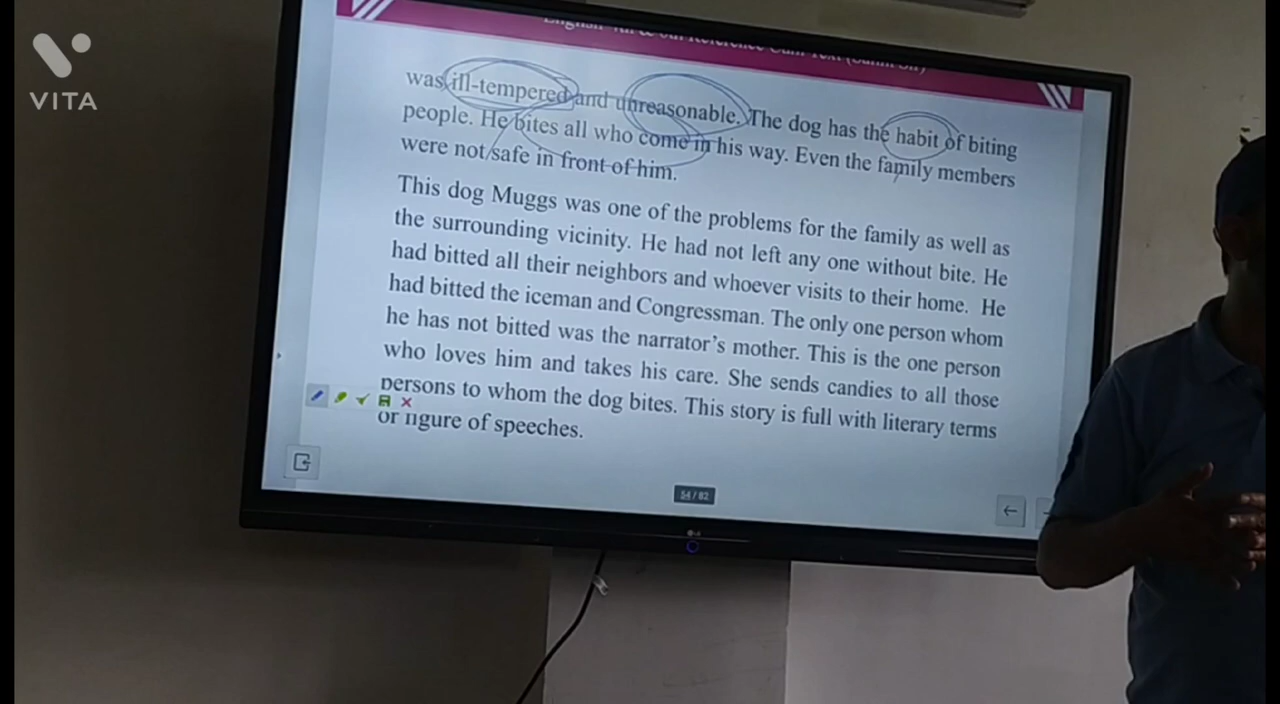 VITA
was ill-tempered and unreasonable. The dog has the habit of biting
people. He bites all who come in his way. Even the family members
were not safe in front of him.
This dog Muggs was one of the problems for the family as well as
the surrounding vicinity. He had not left any one without bite. He
had bitted all their neighbors and whoever visits to their home. He
had bitted the iceman and Congressman. The only one person whom
he has not bitted was the narrator's mother. This is the one person
who loves him and takes his care. She sends candies to all those
persons to whom the dog bites. This story is full with literary terms
or figure of speeches.
54/82